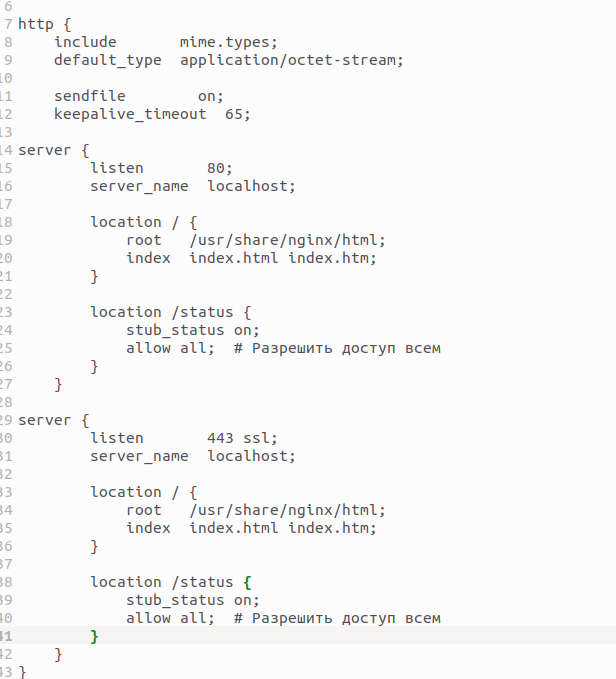 6
7 http {
8     include       mime.types;
9     default_type  application/octet-stream;
10
11     sendfile        on;
12     keepalive_timeout  65;
13
14 server {
15         listen       80;
16         server_name  localhost;
17
18         location / {
19             root   /usr/share/nginx/html;
20             index  index.html index.htm;
21         }
22
23         location /status {
24             stub_status on;
25             allow all;  # Разрешить доступ всем
26         }
27     }
28
29 server {
30         listen       443 ssl;
31         server_name  localhost;
32
33         location / {
34             root   /usr/share/nginx/html;
35             index  index.html index.htm;
36         }
37
38         location /status {
39             stub_status on;
40             allow all;  # Разрешить доступ всем
41         }
42     }
43 }